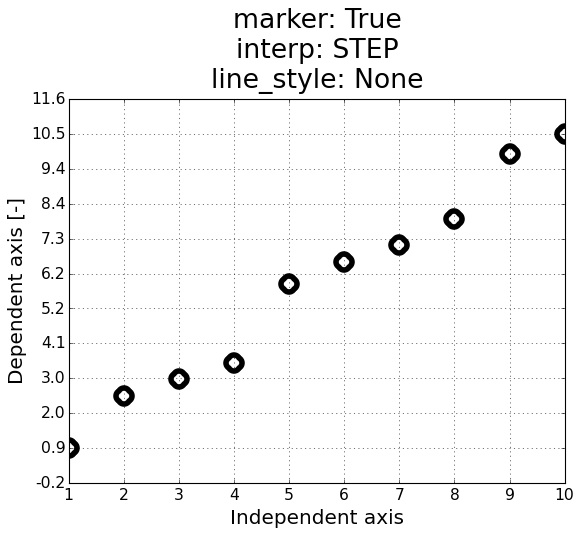 marker: True
interp: STEP
line_style: None
11.6
10.5
9.4
8.4
7.3
6.2
5.2
4.1
3.0
2.0
0.9
-0.2
Dependent axis [-]
1 2 3 4 5 6 7 8 9 10
Independent axis